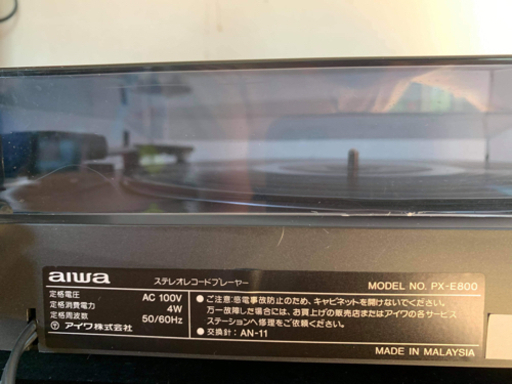 aiwa
ステレオレコードプレーヤー
MODEL NO. PX-E800
定格電圧 AC 100V
定格消費電力 4W
定格周波数 50/60Hz
アイワ株式会社
●ご注意:感電事故防止のため、キャビネットを開けないでください。
万一故障した場合には、お買上げの販売店またはアイワの各サービス
ステーションへ修理をご依頼ください。
●交換針: AN-11
MADE IN MALAYSIA